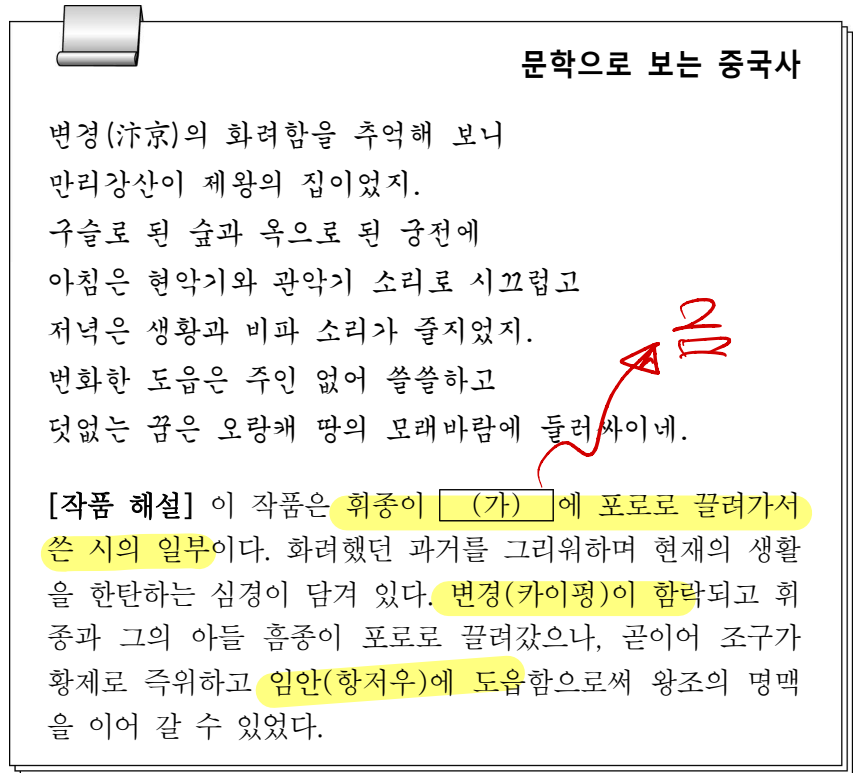 문학으로 보는 중국사
변경(汴京)의 화려함을 추억해 보니
만리강산이 제왕의 집이었지.
구슬로 된 숲과 옥으로 된 궁전에
아침은 현악기와 관악기 소리로 시끄럽고
저녁은 생황과 비파 소리가 줄지었지.
번화한 도읍은 주인 없어 쓸쓸하고
덧없는 꿈은 오랑캐 땅의 모래바람에 둘러싸이네.
금
[작품 해설] 이 작품은 휘종이 (가) 에 포로로 끌려가서
쓴 시의 일부이다. 화려했던 과거를 그리워하며 현재의 생활
을 한탄하는 심경이 담겨 있다. 변경(카이펑)이 함락되고 휘
종과 그의 아들 흠종이 포로로 끌려갔으나, 곧이어 조구가
황제로 즉위하고 임안(항저우)에 도읍함으로써 왕조의 명맥
을 이어 갈 수 있었다.